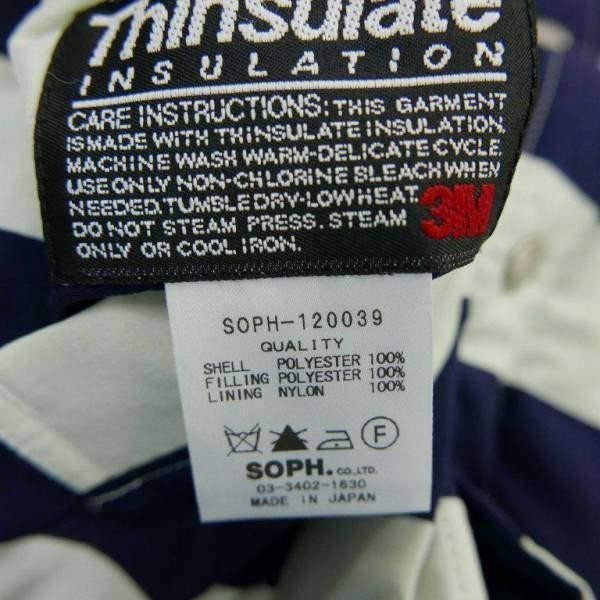 Thinsulate
INSULATION
CARE INSTRUCTIONS: THIS GARMENT
IS MADE WITH THINSULATE INSULATION,
MACHINE WASH WARM-DELICATE CYCLE.
USE ONLY NON-CHLORINE BLEACH WHEN
NEEDED. TUMBLE DRY-LOW HEAT.
DO NOT STEAM PRESS. STEAM
ONLY OR COOL IRON.
3M
SOPH-120039
QUALITY
SHELL POLYESTER 100%
FILLING POLYESTER 100%
LINING NYLON 100%
F
SOPH. CO.,LTD.
03-3402-1630
MADE IN JAPAN